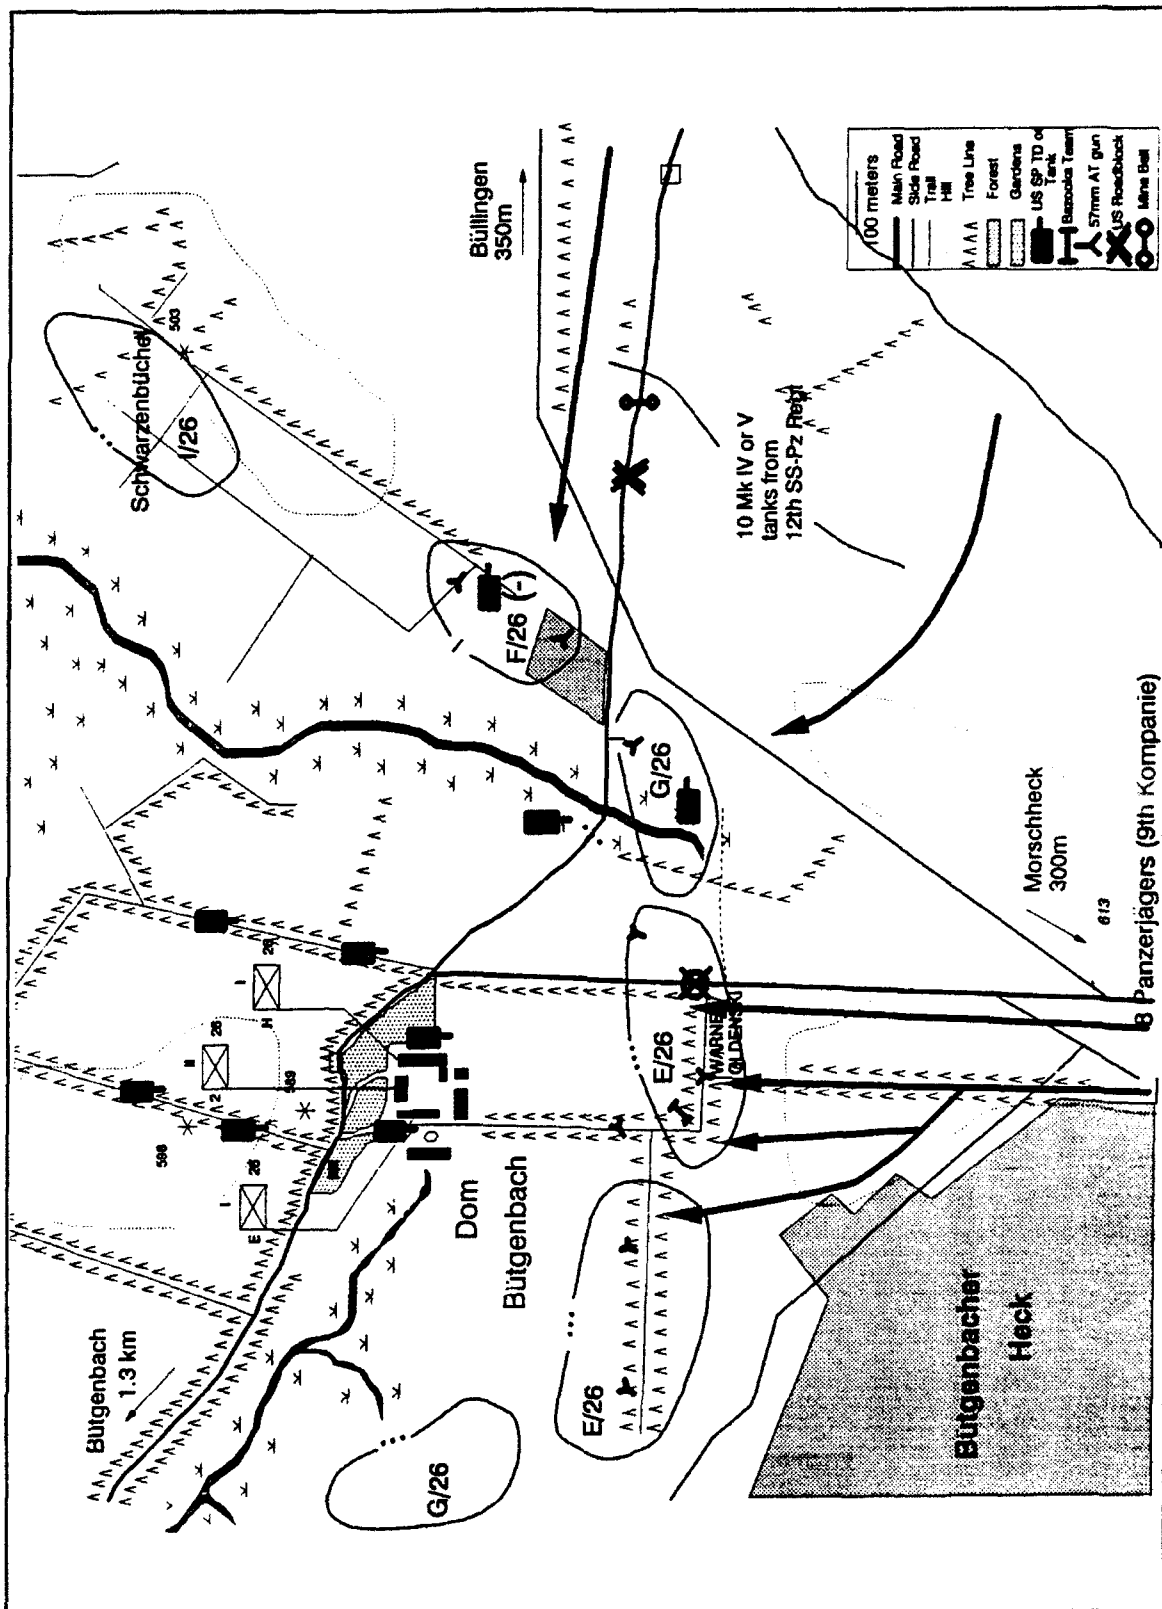 Schwarzenbüchel
503
I/26
Büllingen
350m
100 meters
Main Road
Side Road
Trail
Hill
Tree Line
Forest
Gardens
US SP TD or
Tank
Bazooka Team
57mm AT gun
US Roadblock
Mine Belt
10 Mk IV or V
tanks from
12th SS-Pz Regt
F/26
(-)
G/26
Morschheck
300m
613
8 Panzerjägers (9th Kompanie)
I
26
H
II
26
2
589
I
26
E
598
E/26
WARNER
Dom
Bütgenbach
Bütgenbach
1.3 km
E/26
G/26
Bütgenbacher
Heck